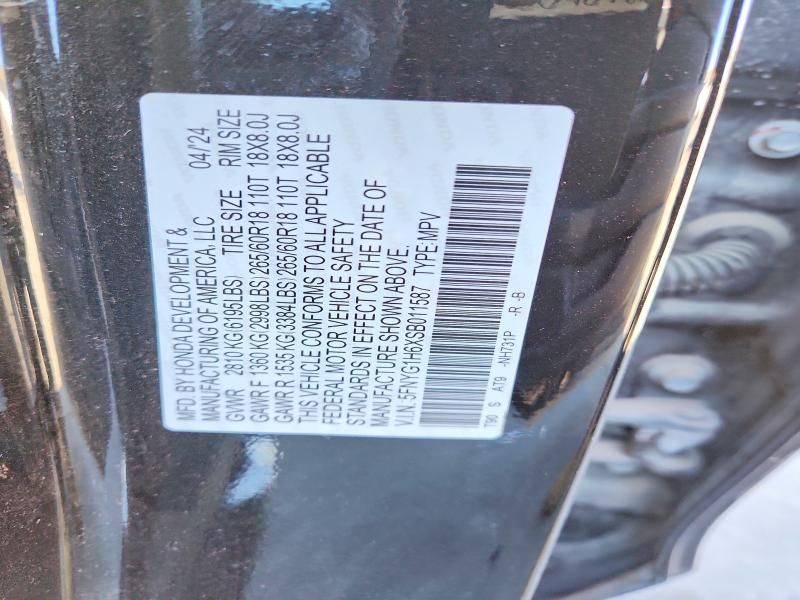 MFD. BY HONDA DEVELOPMENT &
MANUFACTURING OF AMERICA, LLC 04/'24
GVWR 2810 KG(6196LBS) TIRE SIZE RIM SIZE
GAWR F 1360 KG(2998LBS) 265/60R18 110T 18X8.0J
GAWR R 1535 KG(3384LBS) 265/60R18 110T 18X8.0J
THIS VEHICLE CONFORMS TO ALL APPLICABLE
FEDERAL MOTOR VEHICLE SAFETY
STANDARDS IN EFFECT ON THE DATE OF
MANUFACTURE SHOWN ABOVE.
V.I.N.:5FNYG1H6XSB011587 TYPE:MPV
T90 S AT9 -NH731P -R -B